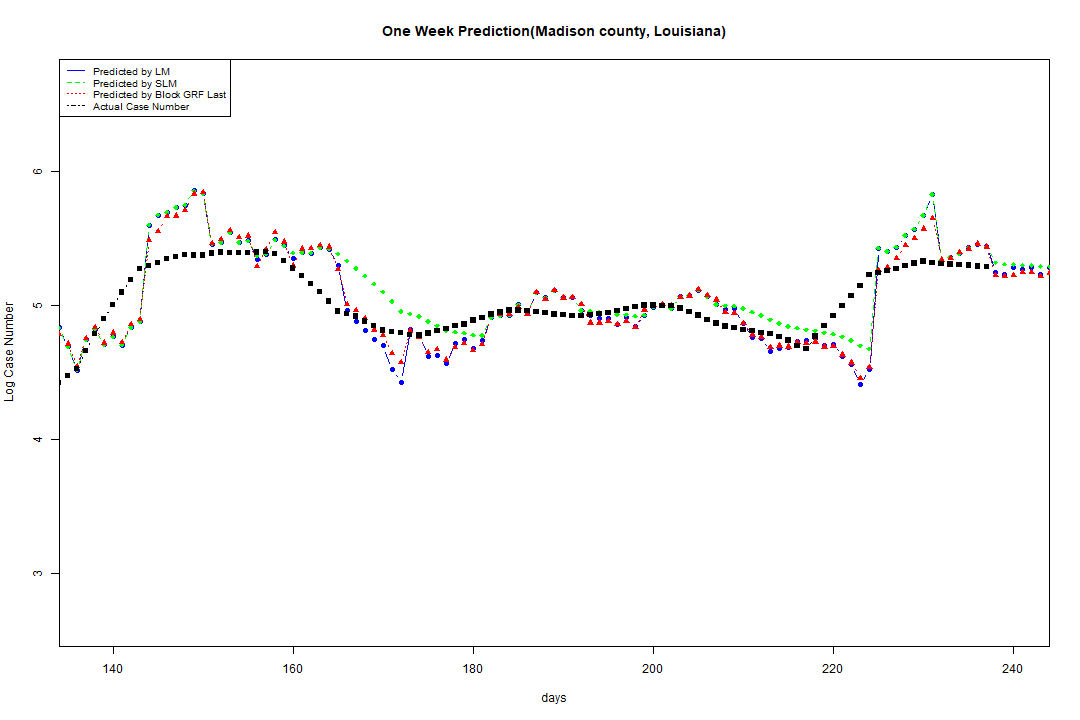 One Week Prediction(Madison county, Louisiana)
Predicted by LM
Predicted by SLM
Predicted by Block GRF Last
Actual Case Number
6
5
4
3
Log Case Number
140 160 180 200 220 240
days